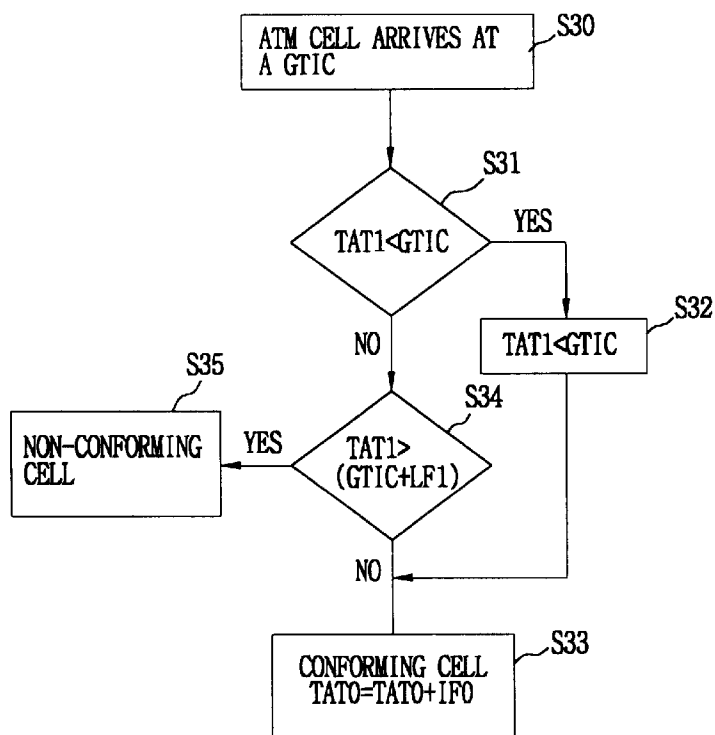 ATM CELL ARRIVES AT
A GTIC
S30
S31
TAT1<GTIC
YES
S32
TAT1<GTIC
NO
S35
S34
NON-CONFORMING
CELL
YES
TAT1>
(GTIC+LF1)
NO
S33
CONFORMING CELL
TAT0=TAT0+IF0